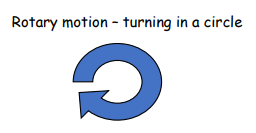 Rotary motion – turning in a circle